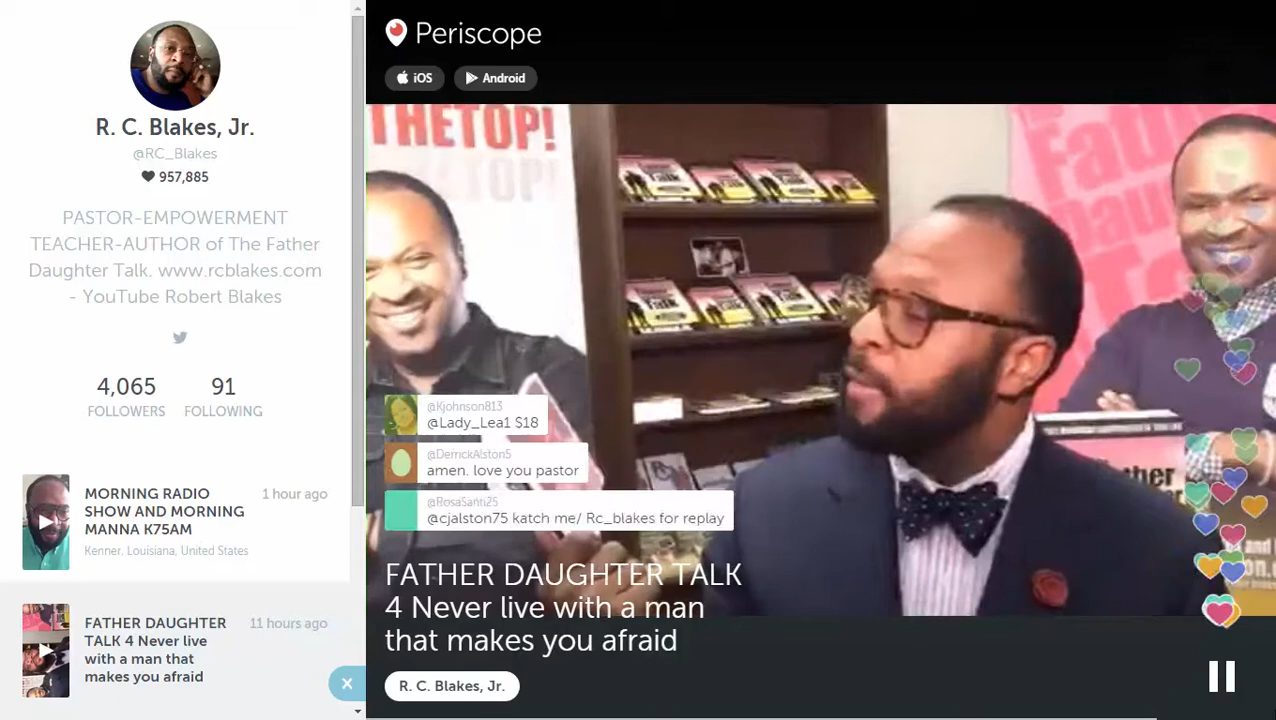 R. C. Blakes, Jr.
@RC_Blakes
957,885
PASTOR-EMPOWERMENT
TEACHER-AUTHOR of The Father
Daughter Talk. www.rcblakes.com
- YouTube Robert Blakes
4,065
91
FOLLOWERS
FOLLOWING
MORNING RADIO
SHOW AND MORNING
MANNA K75AM
1 hour ago
Kenner, Louisiana, United States
FATHER DAUGHTER
TALK 4 Never live
with a man that
makes you afraid
11 hours ago
Periscope
iOS
Android
THETOP!
@Kjohnson813
@Lady_Lea1 $18
@DerrickAlston5
amen. love you pastor
@RosaSanti25
@cjalston75 katch me/ Rc_blakes for replay
FATHER DAUGHTER TALK
4 Never live with a man
that makes you afraid
R. C. Blakes, Jr.